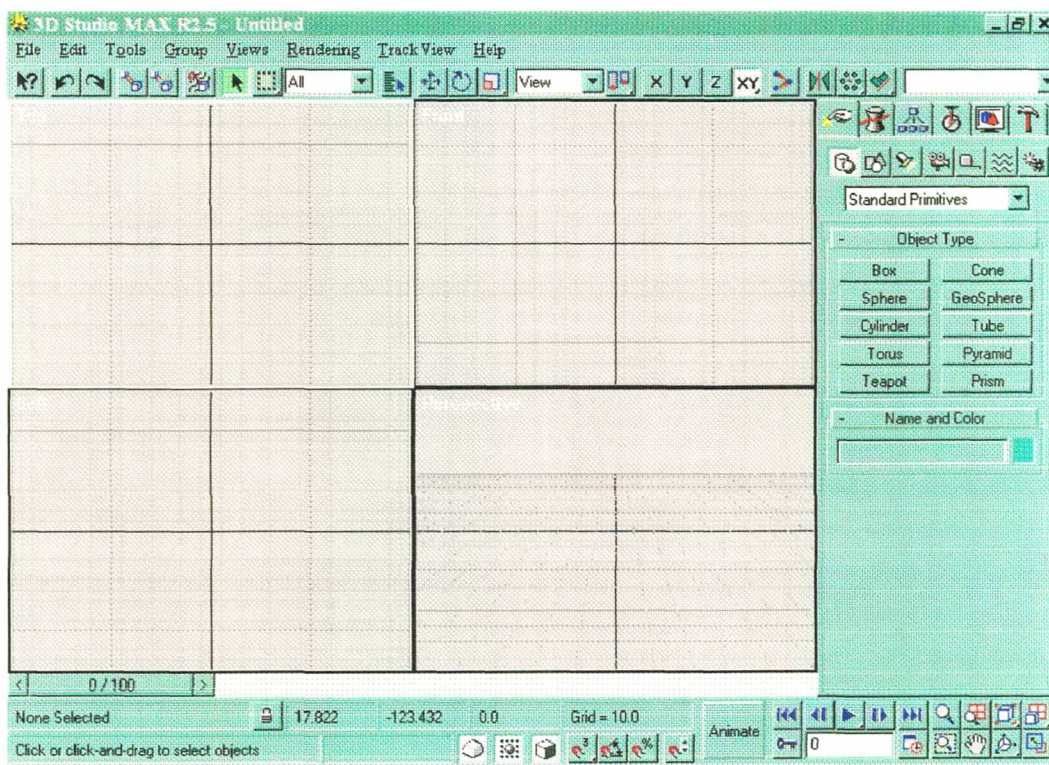 3D Studio MAX R2.5 - Untitled
File Edit Tools Group Views Rendering Track View Help
All View X Y Z XY
Front
Standard Primitives
- Object Type
Box Cone
Sphere GeoSphere
Cylinder Tube
Torus Pyramid
Teapot Prism
Perspective
- Name and Color
< 0 / 100 >
None Selected 17.822 -123.432 0.0 Grid = 10.0
Animate
Click or click-and-drag to select objects
0